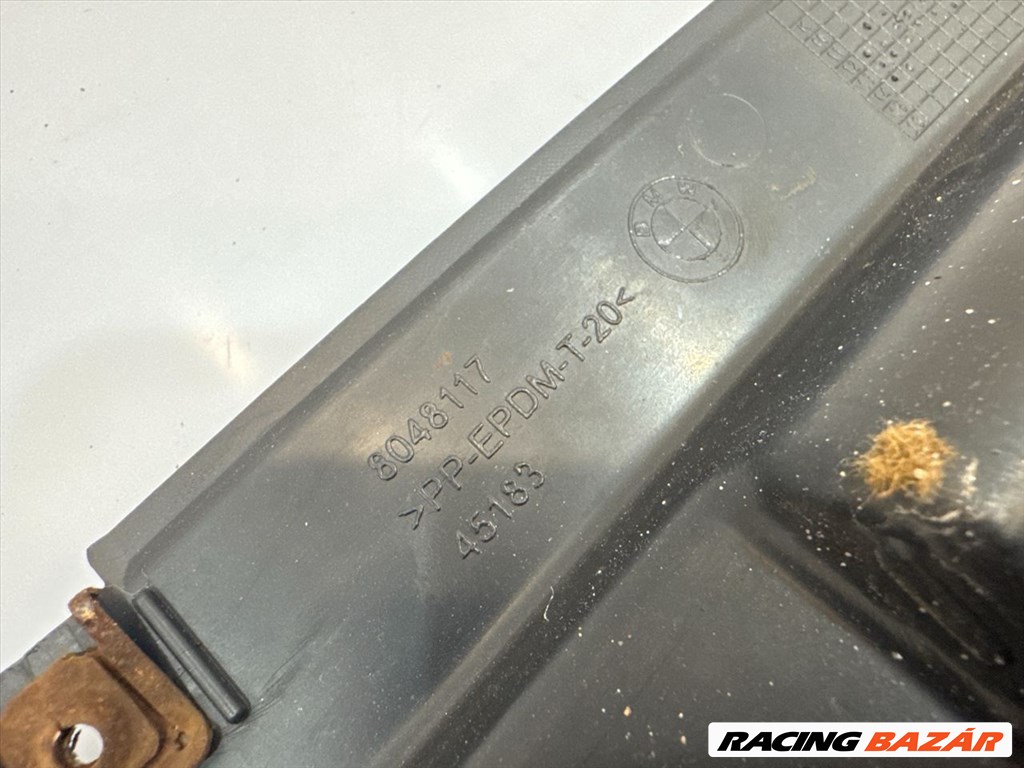 BMW
8048117
>PP-EPDM-T-20<
45183
RACING BAZÁR